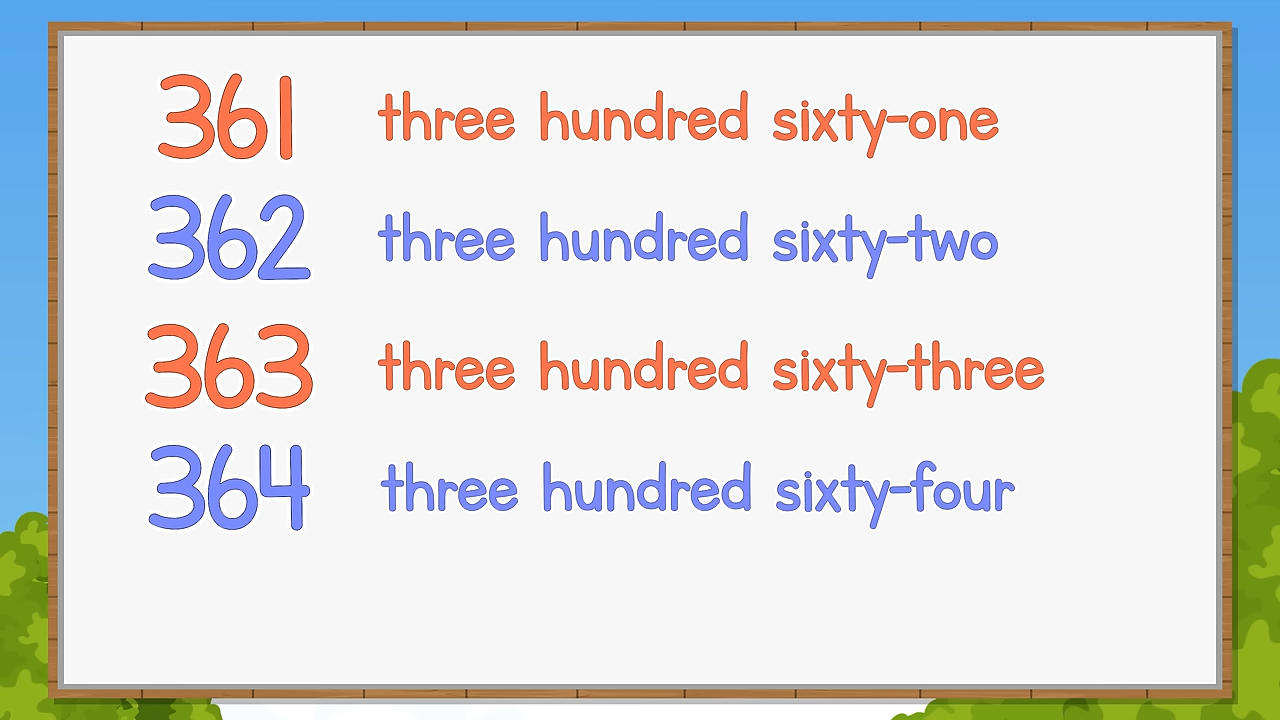 361 three hundred sixty-one
362 three hundred sixty-two
363 three hundred sixty-three
364 three hundred sixty-four